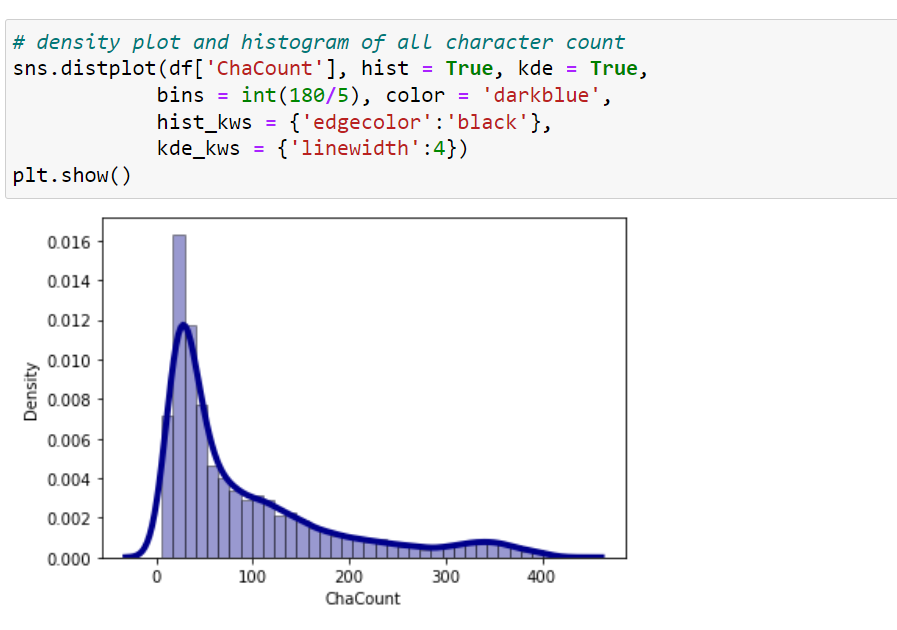 # density plot and histogram of all character count
sns.distplot(df['ChaCount'], hist = True, kde = True,
bins = int(180/5), color = 'darkblue',
hist_kws = {'edgecolor':'black'},
kde_kws = {'linewidth':4})
plt.show()
0.016
0.014
0.012
0.010
0.008
0.006
0.004
0.002
0.000
Density
0 100 200 300 400
ChaCount